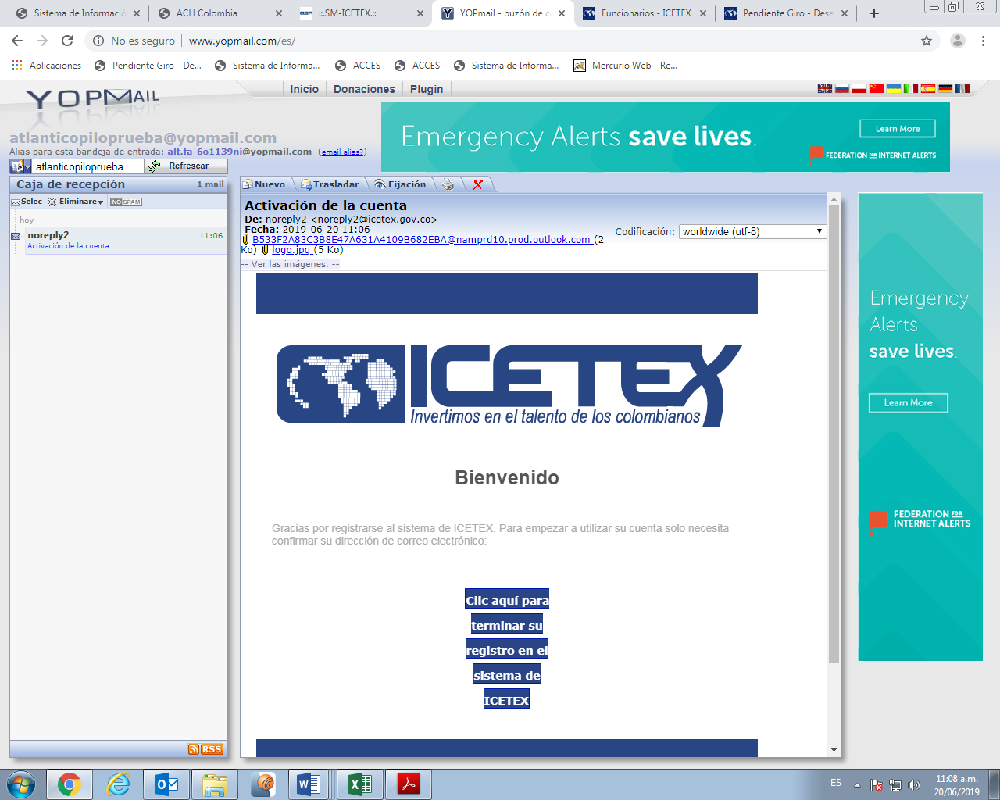 Sistema de Informació
ACH Colombia
OSP ::.SM-ICETEX.::
YOPmail - buzón de c
Funcionarios - ICETEX
Pendiente Giro - Dese
No es seguro | www.yopmail.com/es/
Aplicaciones
Pendiente Giro - De...
Sistema de Informa...
ACCES
ACCES
Sistema de Informa...
Mercurio Web - Re...
YOPMAIL
Inicio
Donaciones
Plugin
atlanticopiloprueba@yopmail.com
Alias para esta bandeja de entrada: alt.fa-6o1139ni@yopmail.com (email alias?)
atlanticopiloprueba
Refrescar
Emergency Alerts save lives.
Learn More
FEDERATION FOR INTERNET ALERTS
Caja de recepción
1 mail
Selec
Eliminare
NO SPAM
hoy
noreply2 11:06
Activación de la cuenta
RSS
Nuevo
Trasladar
Fijación
Activación de la cuenta
De: noreply2 <noreply2@icetex.gov.co>
Fecha: 2019-06-20 11:06
Codificación: worldwide (utf-8)
B533F2A83C3B8E47A631A4109B682EBA@namprd10.prod.outlook.com (2
Ko) logo.jpg (5 Ko)
-- Ver las imágenes. --
ICETEX
Invertimos en el talento de los colombianos
Bienvenido
Gracias por registrarse al sistema de ICETEX. Para empezar a utilizar su cuenta solo necesita
confirmar su dirección de correo electrónico:
Clic aquí para
terminar su
registro en el
sistema de
ICETEX
Emergency
Alerts
save lives.
Learn More
FEDERATION FOR
INTERNET ALERTS
ES
11:08 a.m.
20/06/2019